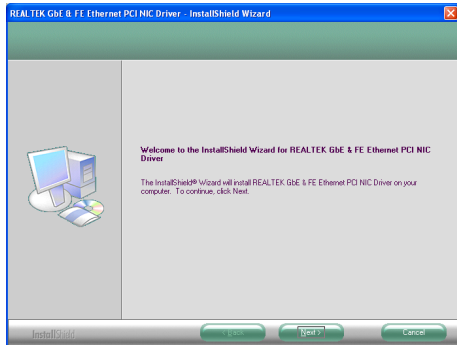 REALTEK GbE & FE Ethernet PCI NIC Driver - InstallShield Wizard
Welcome to the InstallShield Wizard for REALTEK GbE & FE Ethernet PCI NIC
Driver
The InstallShield® Wizard will install REALTEK GbE & FE Ethernet PCI NIC Driver on your
computer. To continue, click Next.
InstallShield
< Back
Next >
Cancel